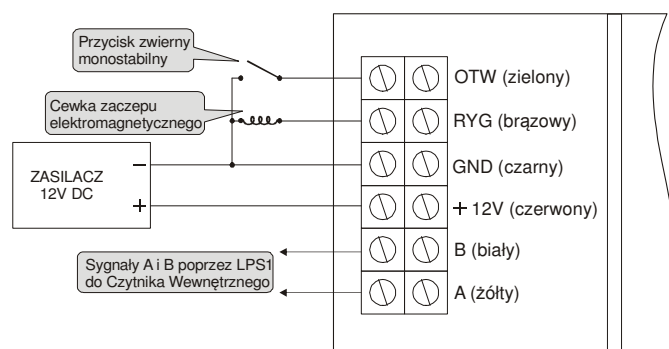 Przycisk zwierny
monostabilny
OTW (zielony)
Cewka zaczepu
elektromagnetycznego
RYG (brązowy)
ZASILACZ
12V DC
−
+
GND (czarny)
+ 12V (czerwony)
Sygnały A i B poprzez LPS1
do Czytnika Wewnętrznego
B (biały)
A (żółty)